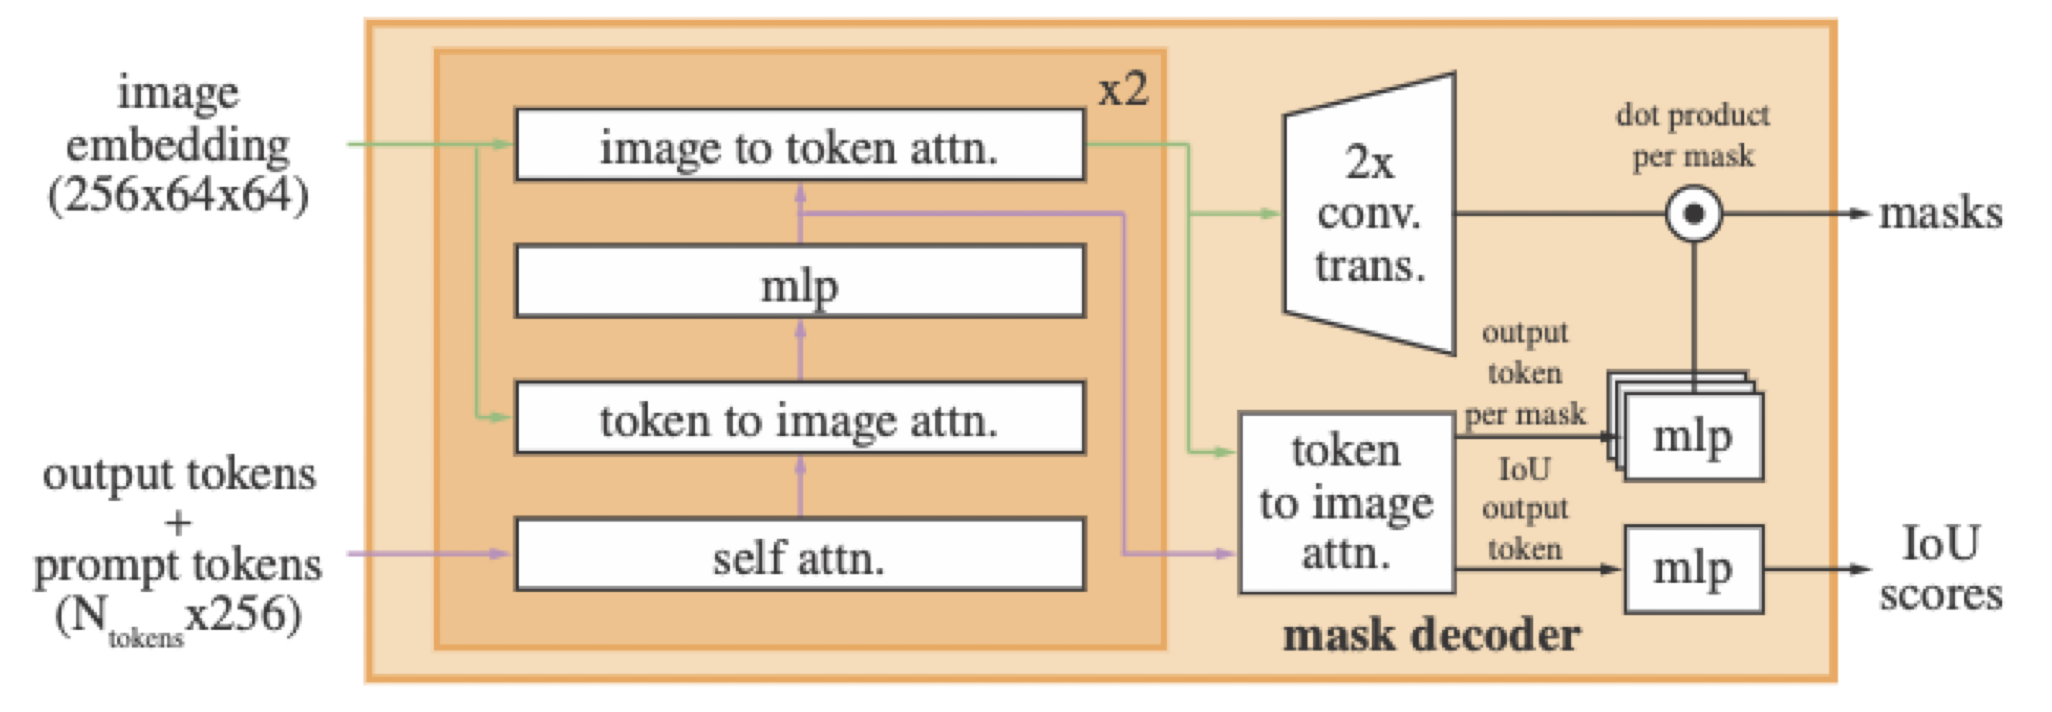 image
embedding
(256x64x64)
output tokens
+
prompt tokens
(Ntokensx256)
x2
image to token attn.
mlp
token to image attn.
self attn.
2x
conv.
trans.
dot product
per mask
masks
output
token
per mask
mlp
token
to image
attn.
IoU
output
token
mlp
IoU
scores
mask decoder